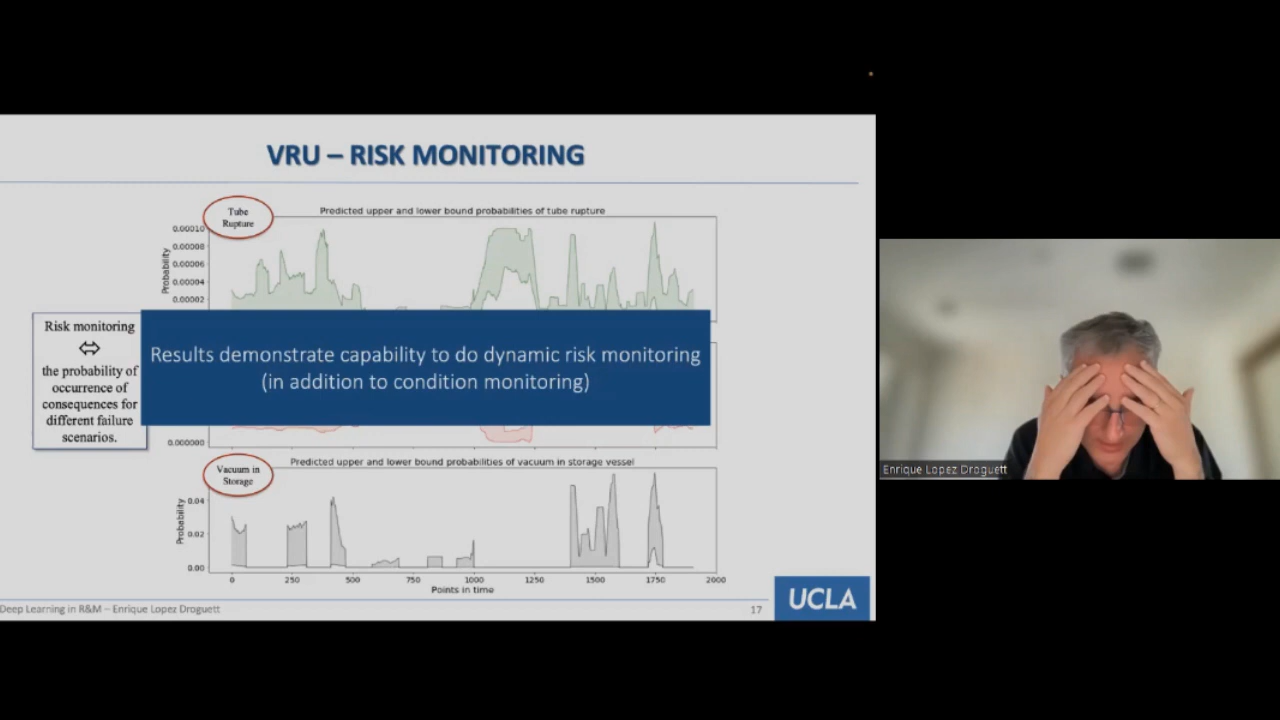 VRU – RISK MONITORING
Tube
Rupture
Predicted upper and lower bound probabilities of tube rupture
Probability
0.00010
0.00008
0.00006
0.00004
0.00002
Risk monitoring
⇔
the probability of
occurrence of
consequences for
different failure
scenarios.
Results demonstrate capability to do dynamic risk monitoring
(in addition to condition monitoring)
0.000000
Vacuum in
Storage
Predicted upper and lower bound probabilities of vacuum in storage vessel
Probability
0.04
0.02
0.00
0 250 500 750 1000 1250 1500 1750 2000
Points in time
Deep Learning in R&M – Enrique Lopez Droguett
17
UCLA
Enrique Lopez Droguett